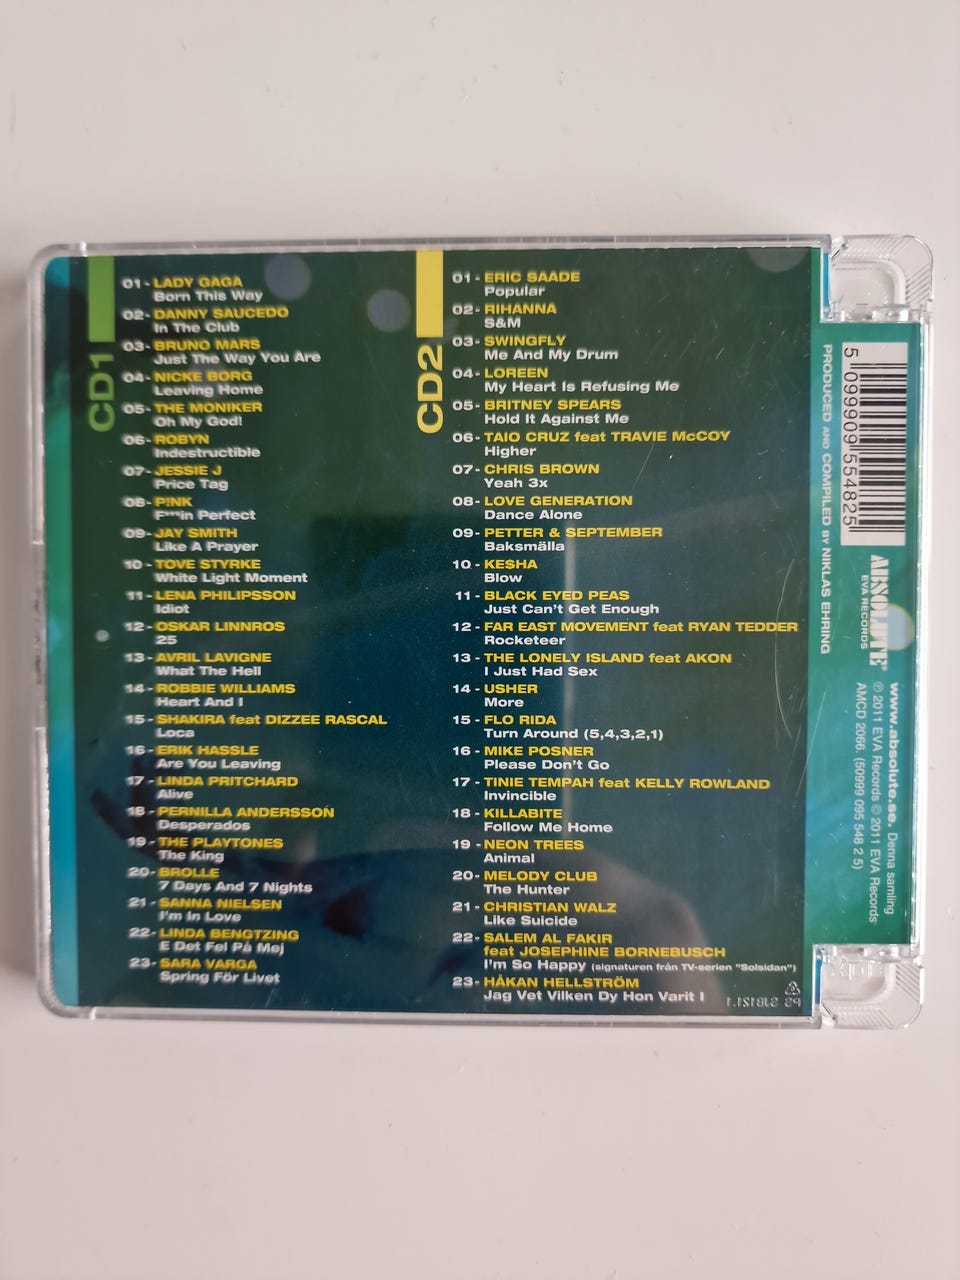 CD1
01- LADY GAGA
Born This Way
02- DANNY SAUCEDO
In The Club
03- BRUNO MARS
Just The Way You Are
04- NICKE BORG
Leaving Home
05- THE MONIKER
Oh My God!
06- ROBYN
Indestructible
07- JESSIE J
Price Tag
08- P!NK
F***in Perfect
09- JAY SMITH
Like A Prayer
10- TOVE STYRKE
White Light Moment
11- LENA PHILIPSSON
Idiot
12- OSKAR LINNROS
25
13- AVRIL LAVIGNE
What The Hell
14- ROBBIE WILLIAMS
Heart And I
15- SHAKIRA feat DIZZEE RASCAL
Loca
16- ERIK HASSLE
Are You Leaving
17- LINDA PRITCHARD
Alive
18- PERNILLA ANDERSSON
Desperados
19- THE PLAYTONES
The King
20- BROLLE
7 Days And 7 Nights
21- SANNA NIELSEN
I'm In Love
22- LINDA BENGTZING
E Det Fel På Mej
23- SARA VARGA
Spring För Livet
CD2
01- ERIC SAADE
Popular
02- RIHANNA
S&M
03- SWINGFLY
Me And My Drum
04- LOREEN
My Heart Is Refusing Me
05- BRITNEY SPEARS
Hold It Against Me
06- TAIO CRUZ feat TRAVIE McCOY
Higher
07- CHRIS BROWN
Yeah 3x
08- LOVE GENERATION
Dance Alone
09- PETTER & SEPTEMBER
Baksmälla
10- KE$HA
Blow
11- BLACK EYED PEAS
Just Can't Get Enough
12- FAR EAST MOVEMENT feat RYAN TEDDER
Rocketeer
13- THE LONELY ISLAND feat AKON
I Just Had Sex
14- USHER
More
15- FLO RIDA
Turn Around (5,4,3,2,1)
16- MIKE POSNER
Please Don't Go
17- TINIE TEMPAH feat KELLY ROWLAND
Invincible
18- KILLABITE
Follow Me Home
19- NEON TREES
Animal
20- MELODY CLUB
The Hunter
21- CHRISTIAN WALZ
Like Suicide
22- SALEM AL FAKIR
feat JOSEPHINE BORNEBUSCH
I'm So Happy (signaturen från TV-serien "Solsidan")
23- HÅKAN HELLSTRÖM
Jag Vet Vilken Dy Hon Varit I
PRODUCED AND COMPILED BY NIKLAS EHRING
5 099909 554825
ABSOLUTE®
EVA RECORDS
www.absolute.se. Denna samling
℗ 2011 EVA Records © 2011 EVA Records
AMCD 2066. (50999 095 548 2 5)